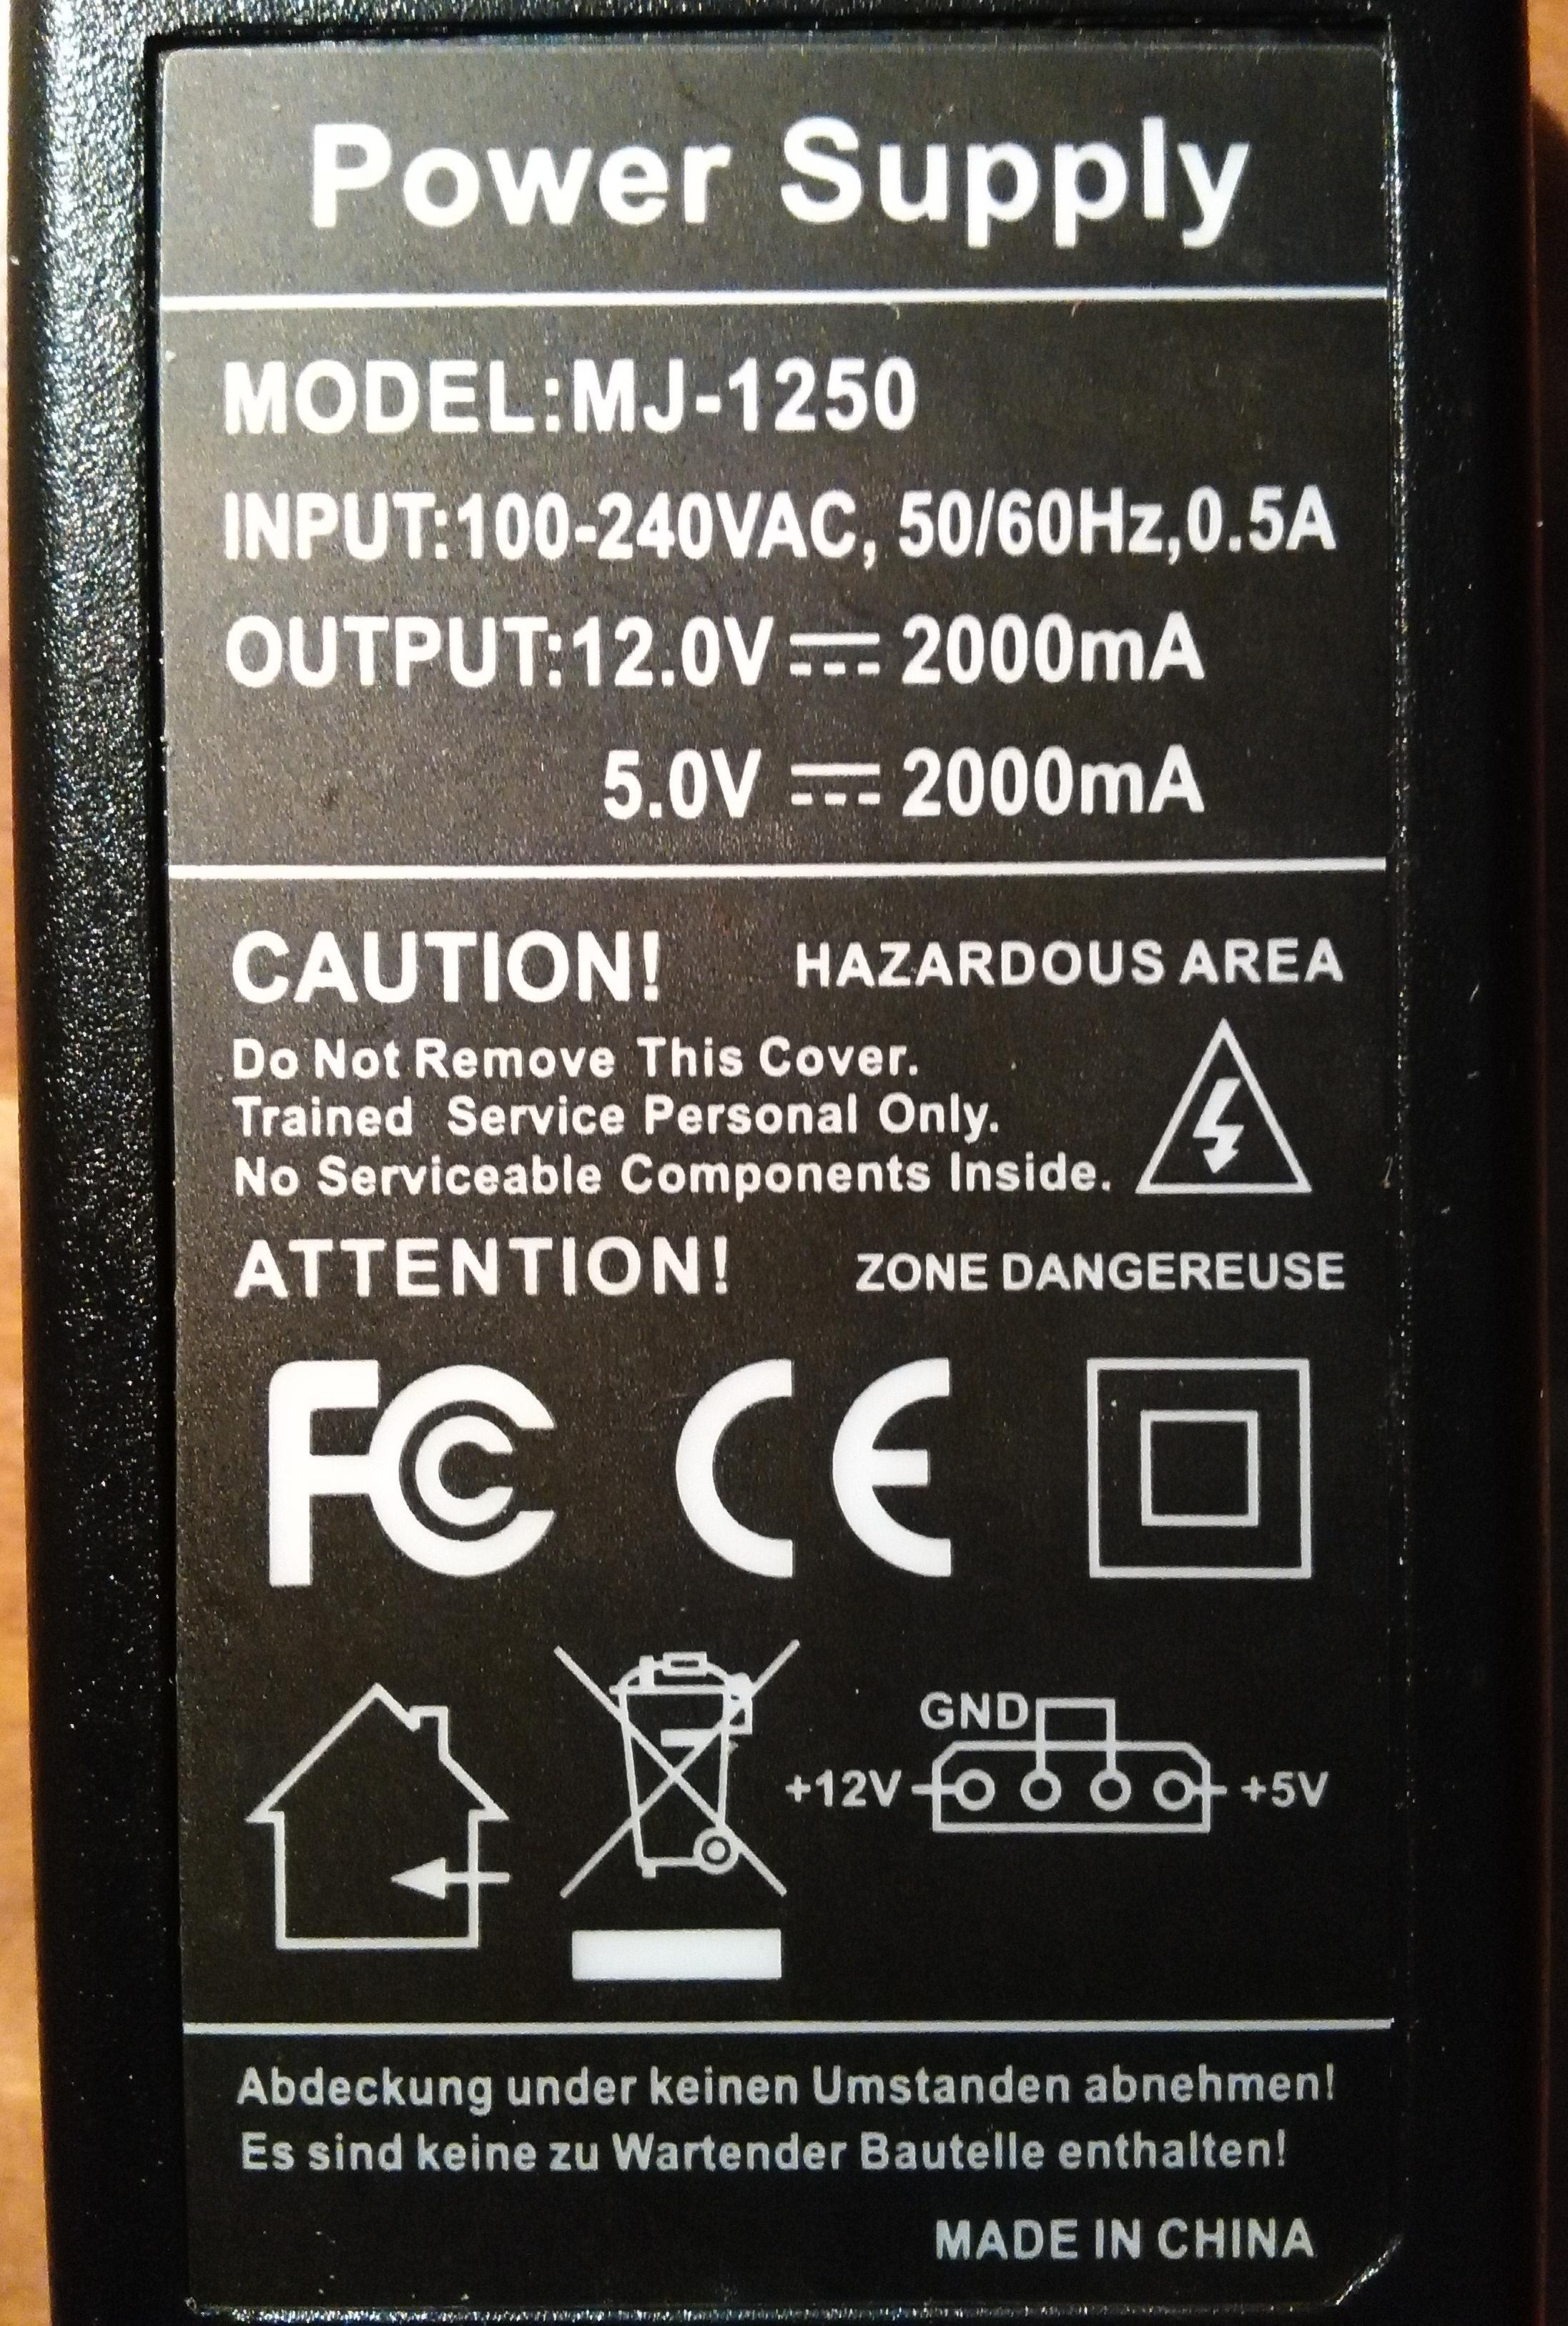 Power Supply
MODEL:MJ-1250
INPUT:100-240VAC, 50/60Hz,0.5A
OUTPUT:12.0V ⎓ 2000mA
5.0V ⎓ 2000mA
CAUTION! HAZARDOUS AREA
Do Not Remove This Cover.
Trained Service Personal Only.
No Serviceable Components Inside.
ATTENTION! ZONE DANGEREUSE
FC CE
GND
+12V +5V
Abdeckung under keinen Umstanden abnehmen!
Es sind keine zu Wartender Bautelle enthalten!
MADE IN CHINA